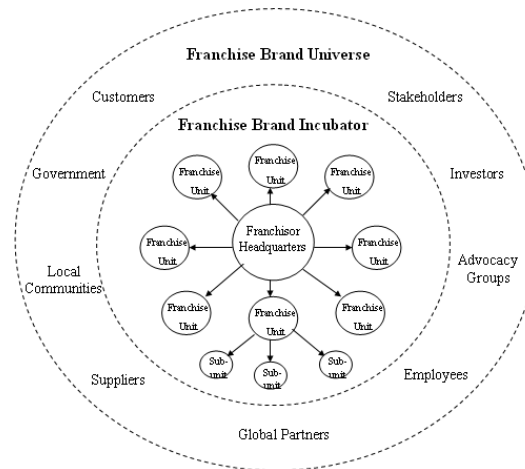 Franchise Brand Universe
Customers
Stakeholders
Franchise Brand Incubator
Government
Investors
Franchise
Unit
Franchise
Unit
Franchise
Unit
Franchisor
Headquarters
Franchise
Unit
Franchise
Unit
Local
Communities
Advocacy
Groups
Franchise
Unit
Franchise
Unit
Franchise
Unit
Sub-
unit
Sub-
unit
Sub-
unit
Suppliers
Employees
Global Partners